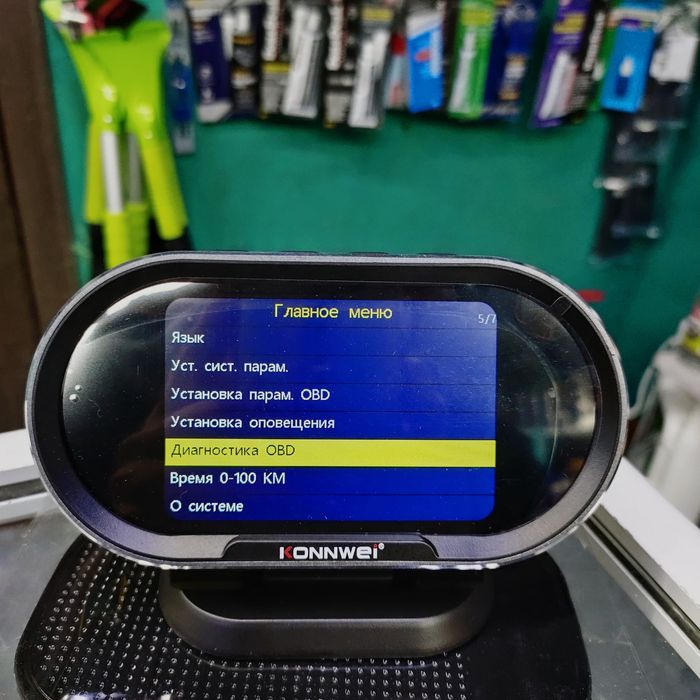 Главное меню
5/7
Язык
Уст. сист. парам.
Установка парам. OBD
Установка оповещения
Диагностика OBD
Время 0-100 КМ
О системе
KONNWEI®